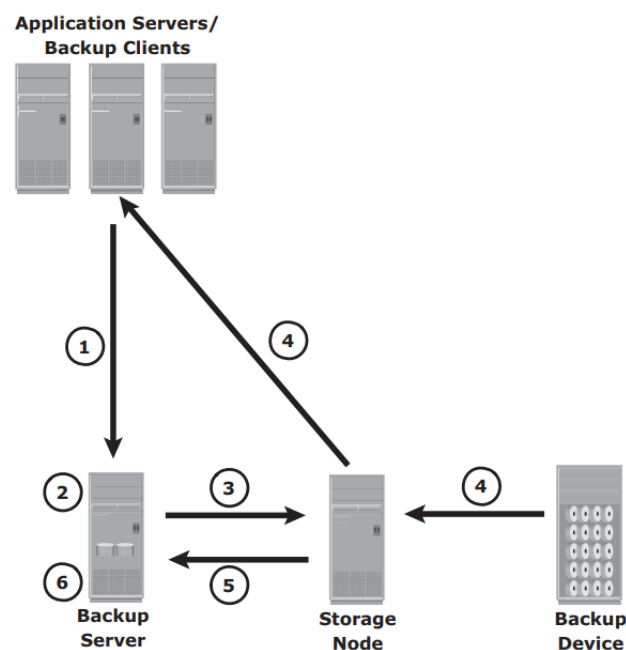 Application Servers/
Backup Clients
1
4
2
3
4
6
5
Backup
Server
Storage
Node
Backup
Device